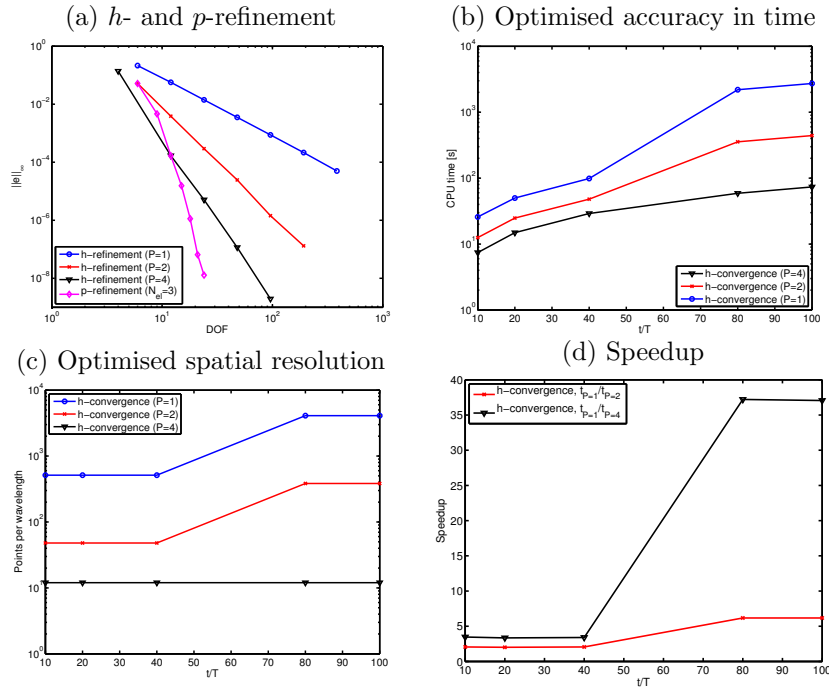 (a) h- and p-refinement
10^0
10^-2
10^-4
10^-6
10^-8
||e||_∞
h−refinement (P=1)
h−refinement (P=2)
h−refinement (P=4)
p−refinement (N_el=3)
10^0
10^1
10^2
10^3
DOF
(b) Optimised accuracy in time
10^4
10^3
10^2
10^1
10^0
CPU time [s]
h−convergence (P=4)
h−convergence (P=2)
h−convergence (P=1)
10 20 30 40 50 60 70 80 90 100
t/T
(c) Optimised spatial resolution
10^4
10^3
10^2
10^1
10^0
Points per wavelength
h−convergence (P=1)
h−convergence (P=2)
h−convergence (P=4)
10 20 30 40 50 60 70 80 90 100
t/T
(d) Speedup
40
35
30
25
20
15
10
5
0
Speedup
h−convergence, t_P=1/t_P=2
h−convergence, t_P=1/t_P=4
10 20 30 40 50 60 70 80 90 100
t/T